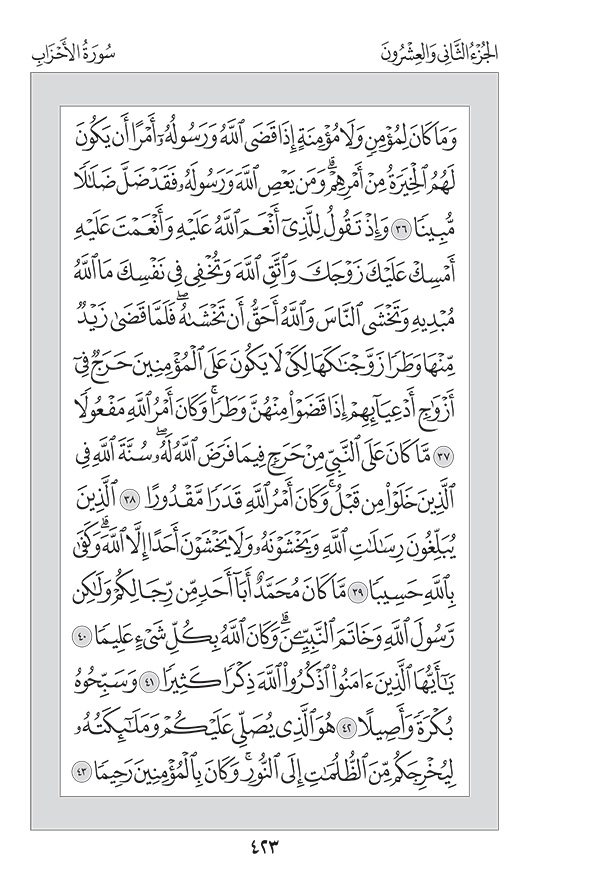 الجُزْءُ الثَّانِي وَالعِشْرُونَ
سُورَةُ الأَحْزَابِ
وَمَا كَانَ لِمُؤْمِنٍ وَلَا مُؤْمِنَةٍ إِذَا قَضَى ٱللَّهُ وَرَسُولُهُۥٓ أَمْرًا أَن يَكُونَ
لَهُمُ ٱلْخِيَرَةُ مِنْ أَمْرِهِمْۗ وَمَن يَعْصِ ٱللَّهَ وَرَسُولَهُۥ فَقَدْ ضَلَّ ضَلَٰلًا
مُّبِينًا ٣٦ وَإِذْ تَقُولُ لِلَّذِىٓ أَنْعَمَ ٱللَّهُ عَلَيْهِ وَأَنْعَمْتَ عَلَيْهِ
أَمْسِكْ عَلَيْكَ زَوْجَكَ وَٱتَّقِ ٱللَّهَ وَتُخْفِى فِى نَفْسِكَ مَا ٱللَّهُ
مُبْدِيهِ وَتَخْشَى ٱلنَّاسَ وَٱللَّهُ أَحَقُّ أَن تَخْشَىٰهُۖ فَلَمَّا قَضَىٰ زَيْدٌ
مِّنْهَا وَطَرًا زَوَّجْنَٰكَهَا لِكَىْ لَا يَكُونَ عَلَى ٱلْمُؤْمِنِينَ حَرَجٌ فِىٓ
أَزْوَٰجِ أَدْعِيَآئِهِمْ إِذَا قَضَوْا۟ مِنْهُنَّ وَطَرًاۚ وَكَانَ أَمْرُ ٱللَّهِ مَفْعُولًا
٣٧ مَّا كَانَ عَلَى ٱلنَّبِىِّ مِنْ حَرَجٍ فِيمَا فَرَضَ ٱللَّهُ لَهُۥۖ سُنَّةَ ٱللَّهِ فِى
ٱلَّذِينَ خَلَوْا۟ مِن قَبْلُۚ وَكَانَ أَمْرُ ٱللَّهِ قَدَرًا مَّقْدُورًا ٣٨ ٱلَّذِينَ
يُبَلِّغُونَ رِسَٰلَٰتِ ٱللَّهِ وَيَخْشَوْنَهُۥ وَلَا يَخْشَوْنَ أَحَدًا إِلَّا ٱللَّهَۗ وَكَفَىٰ
بِٱللَّهِ حَسِيبًا ٣٩ مَّا كَانَ مُحَمَّدٌ أَبَآ أَحَدٍ مِّن رِّجَالِكُمْ وَلَٰكِن
رَّسُولَ ٱللَّهِ وَخَاتَمَ ٱلنَّبِيِّـۧنَۗ وَكَانَ ٱللَّهُ بِكُلِّ شَىْءٍ عَلِيمًا ٤٠
يَٰٓأَيُّهَا ٱلَّذِينَ ءَامَنُوا۟ ٱذْكُرُوا۟ ٱللَّهَ ذِكْرًا كَثِيرًا ٤١ وَسَبِّحُوهُ
بُكْرَةً وَأَصِيلًا ٤٢ هُوَ ٱلَّذِى يُصَلِّى عَلَيْكُمْ وَمَلَٰٓئِكَتُهُۥ
لِيُخْرِجَكُم مِّنَ ٱلظُّلُمَٰتِ إِلَى ٱلنُّورِۚ وَكَانَ بِٱلْمُؤْمِنِينَ رَحِيمًا ٤٣
٤٢٣